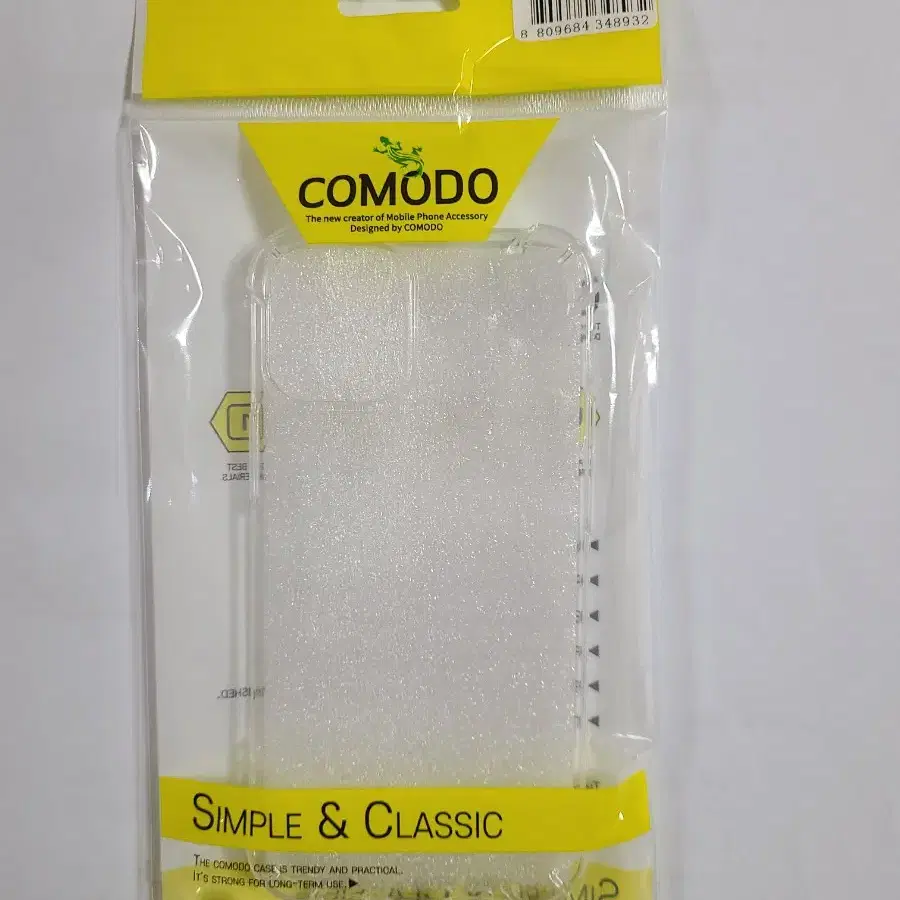 8 809684 348932
COMODO
The new creator of Mobile Phone Accessory
Designed by COMODO
BEST
SIMPLE & CLASSIC
THE COMODO CASE IS TRENDY AND PRACTICAL.
IT'S STRONG FOR LONG-TERM USE.▶